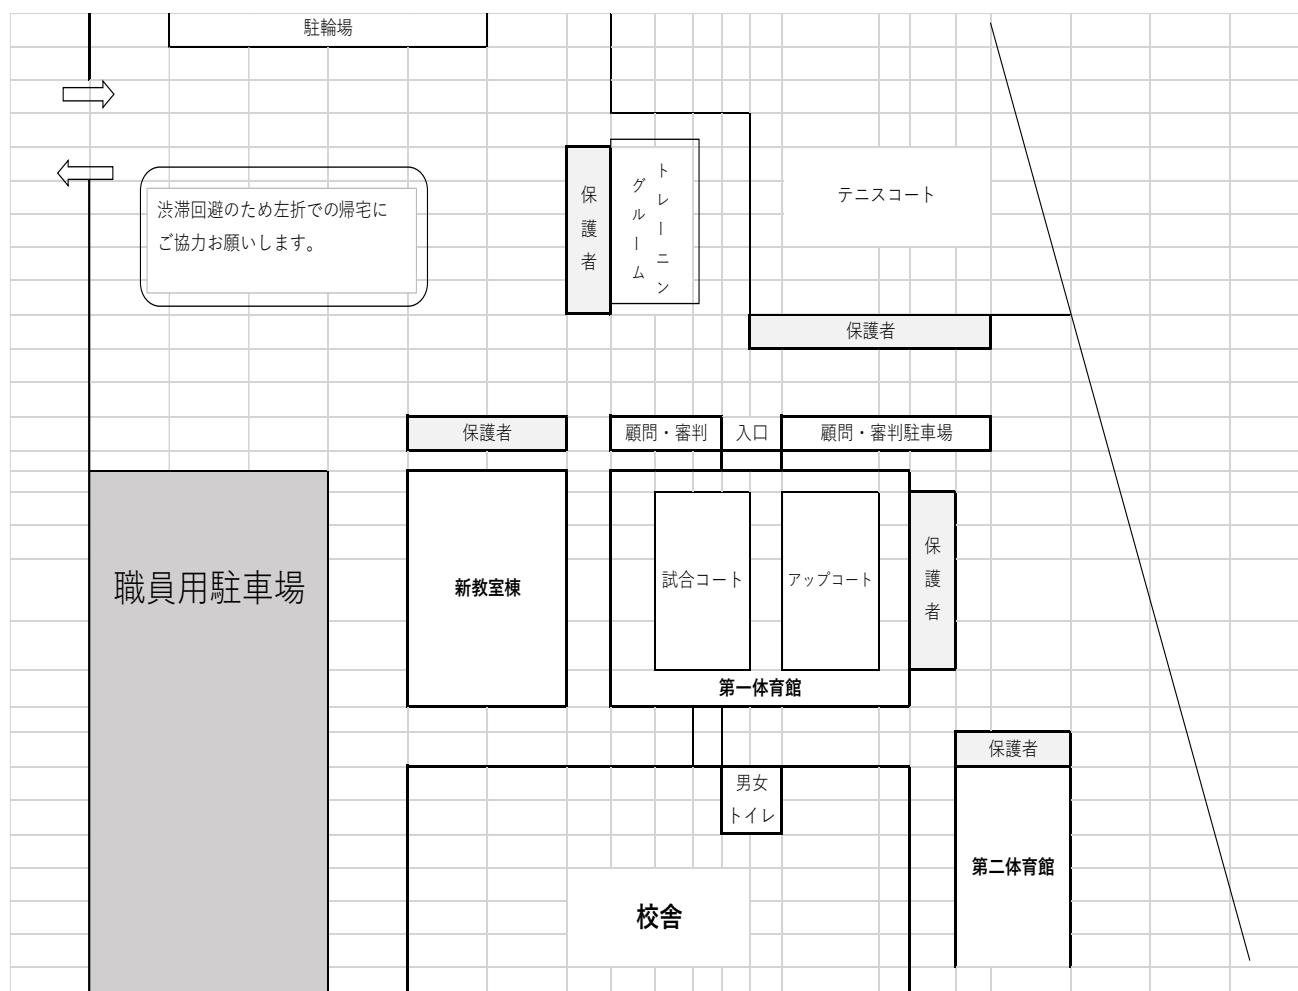 駐輪場
渋滞回避のため左折での帰宅に
ご協力お願いします。
保護者
トレーニン
グルーム
テニスコート
保護者
保護者
顧問・審判
入口
顧問・審判駐車場
職員用駐車場
新教室棟
試合コート
アップコート
保護者
第一体育館
保護者
男女
トイレ
第二体育館
校舎